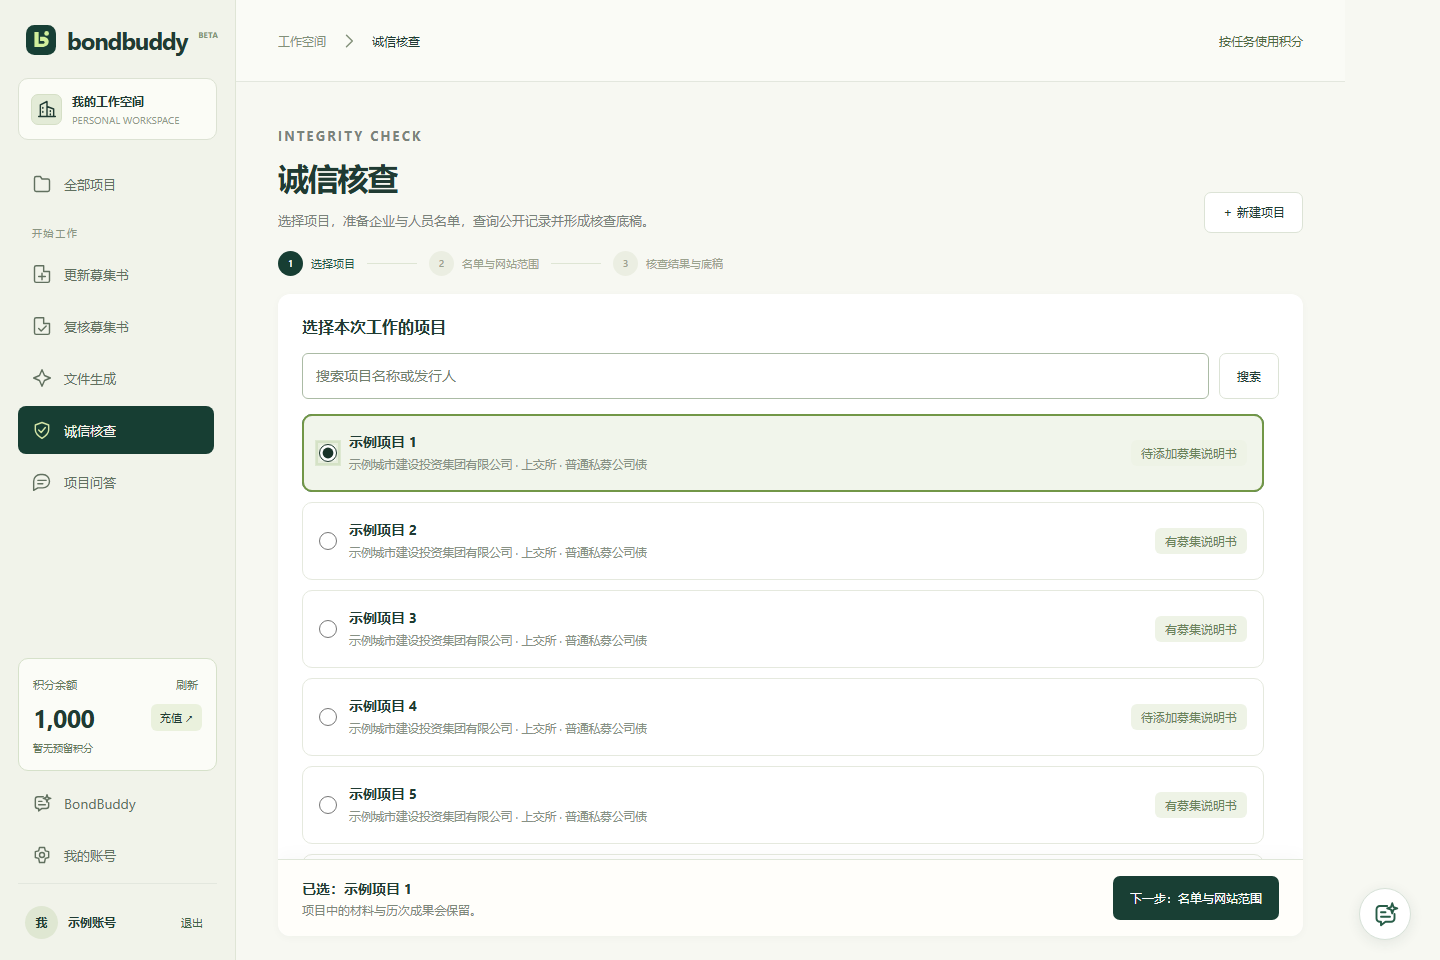 bondbuddy BETA
我的工作空间
PERSONAL WORKSPACE
全部项目
开始工作
更新募集书
复核募集书
文件生成
诚信核查
项目问答
积分余额 刷新
1,000 充值 ↗
暂无预留积分
BondBuddy
我的账号
我 示例账号 退出
工作空间 > 诚信核查 按任务使用积分
INTEGRITY CHECK
诚信核查
选择项目，准备企业与人员名单，查询公开记录并形成核查底稿。
+ 新建项目
1 选择项目 2 名单与网站范围 3 核查结果与底稿
选择本次工作的项目
搜索项目名称或发行人 搜索
示例项目 1
示例城市建设投资集团有限公司 · 上交所 · 普通私募公司债
待添加募集说明书
示例项目 2
示例城市建设投资集团有限公司 · 上交所 · 普通私募公司债
有募集说明书
示例项目 3
示例城市建设投资集团有限公司 · 上交所 · 普通私募公司债
有募集说明书
示例项目 4
示例城市建设投资集团有限公司 · 上交所 · 普通私募公司债
待添加募集说明书
示例项目 5
示例城市建设投资集团有限公司 · 上交所 · 普通私募公司债
有募集说明书
已选：示例项目 1
项目中的材料与历次成果会保留。
下一步：名单与网站范围